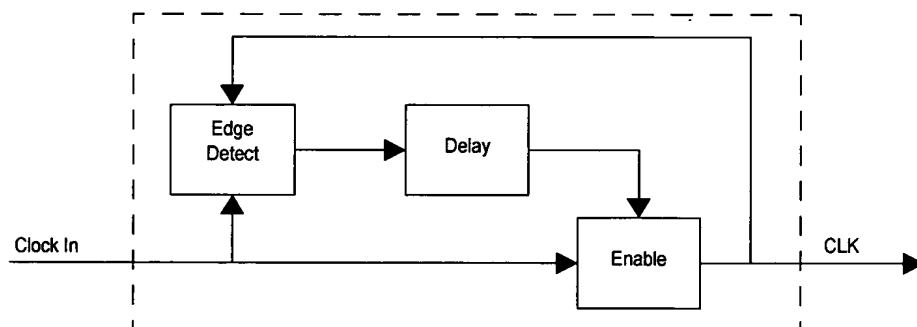 Edge
Detect
Delay
Clock In
Enable
CLK